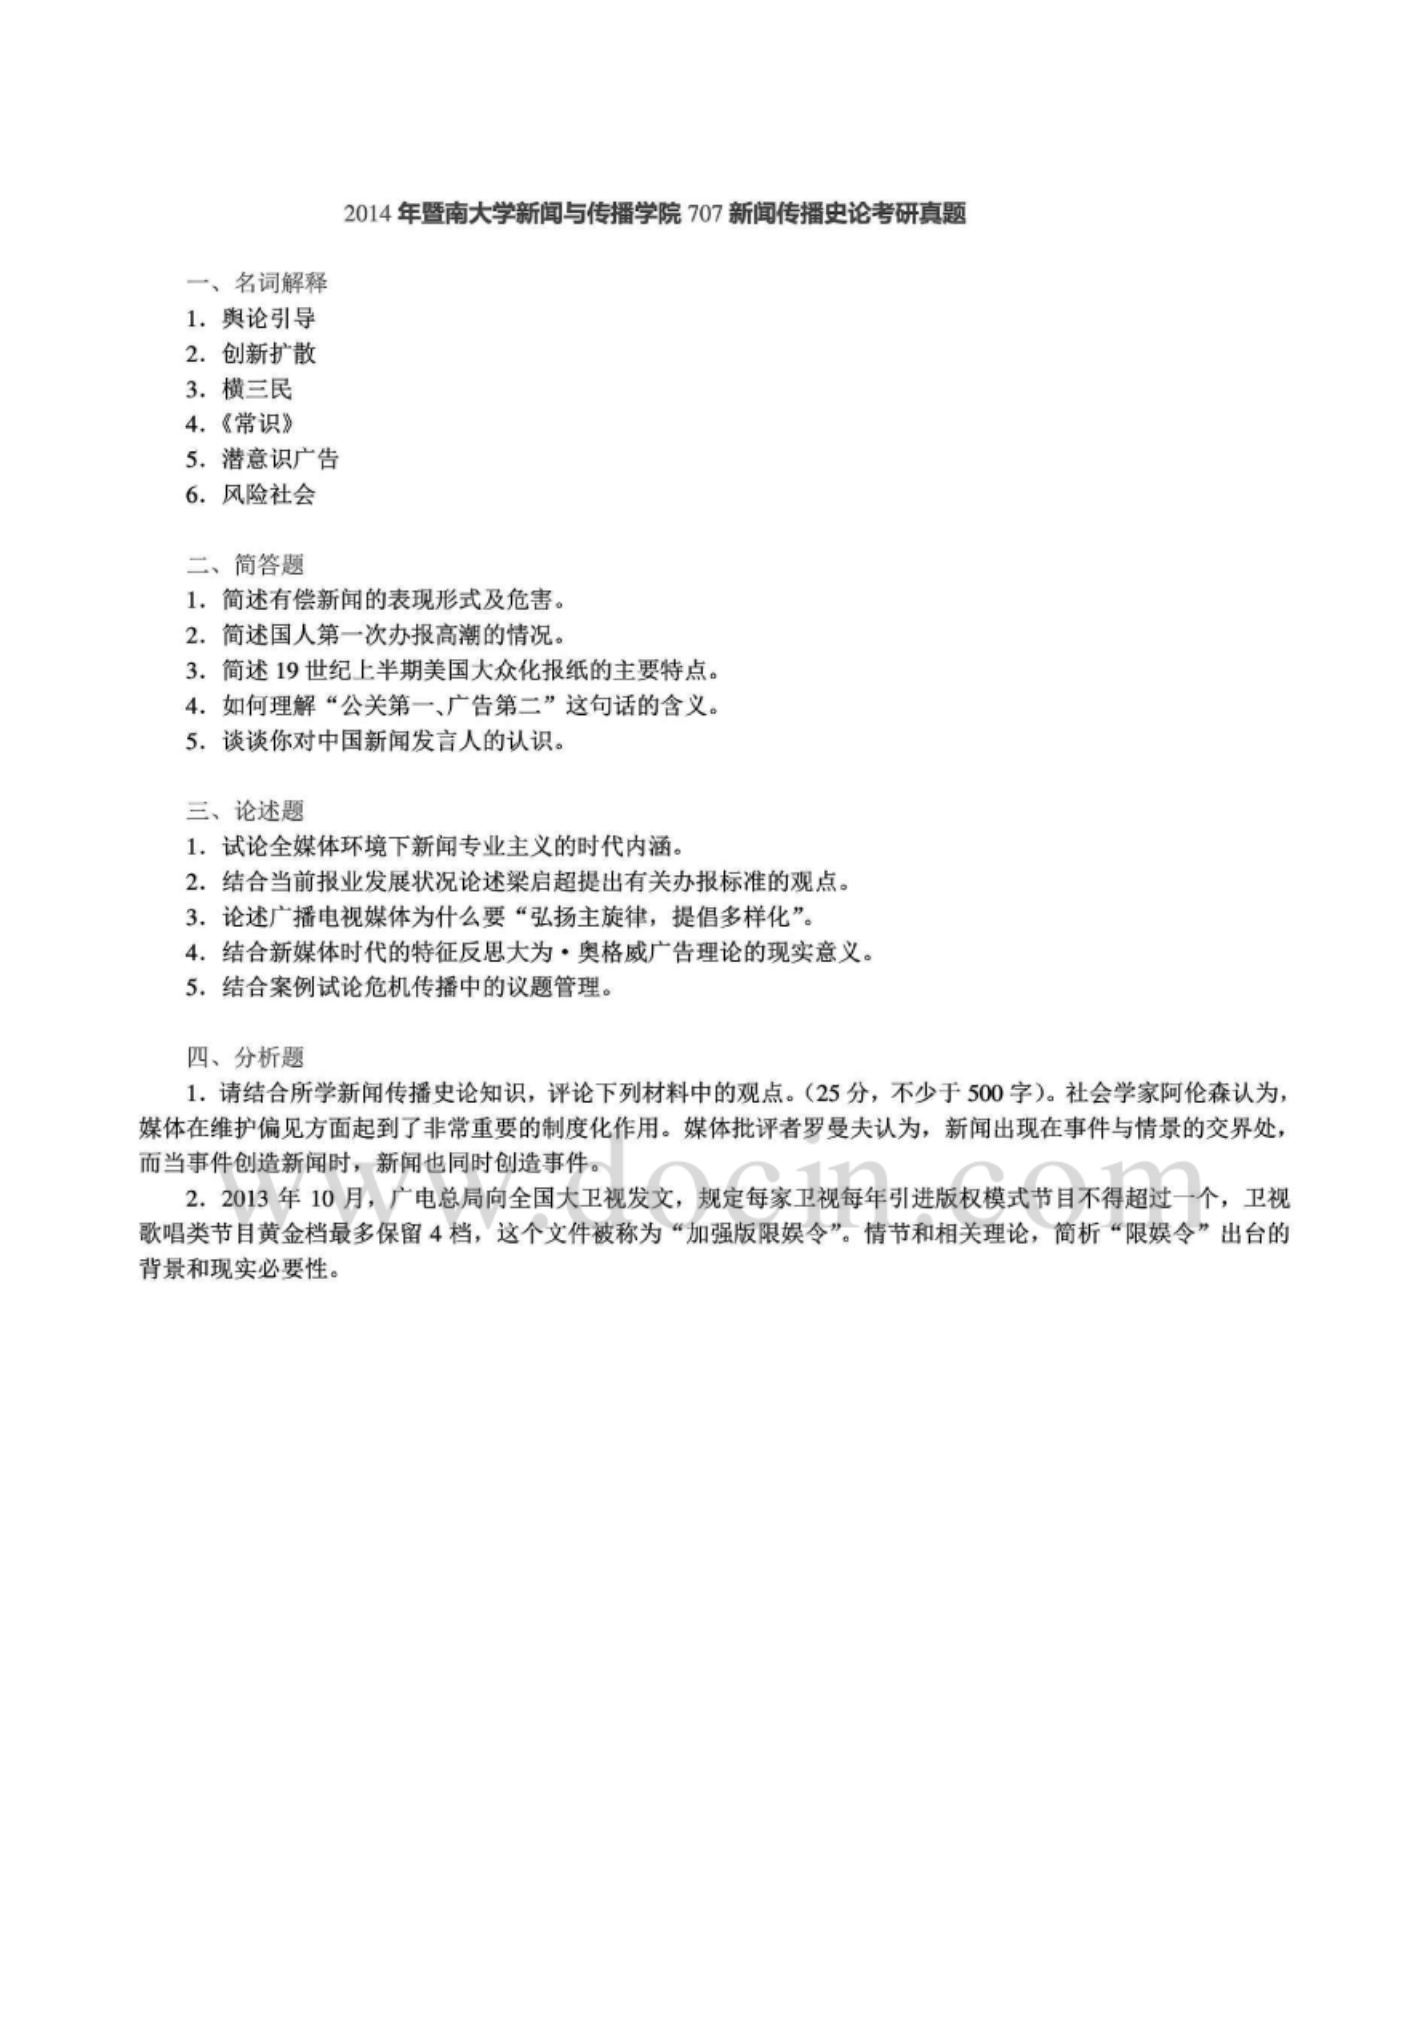 2014 年暨南大学新闻与传播学院 707 新闻传播史论考研真题
一、名词解释
1．舆论引导
2．创新扩散
3．横三民
4．《常识》
5．潜意识广告
6．风险社会
二、简答题
1．简述有偿新闻的表现形式及危害。
2．简述国人第一次办报高潮的情况。
3．简述 19 世纪上半期美国大众化报纸的主要特点。
4．如何理解“公关第一、广告第二”这句话的含义。
5．谈谈你对中国新闻发言人的认识。
三、论述题
1．试论全媒体环境下新闻专业主义的时代内涵。
2．结合当前报业发展状况论述梁启超提出有关办报标准的观点。
3．论述广播电视媒体为什么要“弘扬主旋律，提倡多样化”。
4．结合新媒体时代的特征反思大为·奥格威广告理论的现实意义。
5．结合案例试论危机传播中的议题管理。
四、分析题
1．请结合所学新闻传播史论知识，评论下列材料中的观点。（25 分，不少于 500 字）。社会学家阿伦森认为，
媒体在维护偏见方面起到了非常重要的制度化作用。媒体批评者罗曼夫认为，新闻出现在事件与情景的交界处，
而当事件创造新闻时，新闻也同时创造事件。
2．2013 年 10 月，广电总局向全国大卫视发文，规定每家卫视每年引进版权模式节目不得超过一个，卫视
歌唱类节目黄金档最多保留 4 档，这个文件被称为“加强版限娱令”。情节和相关理论，简析“限娱令”出台的
背景和现实必要性。
www.docin.com